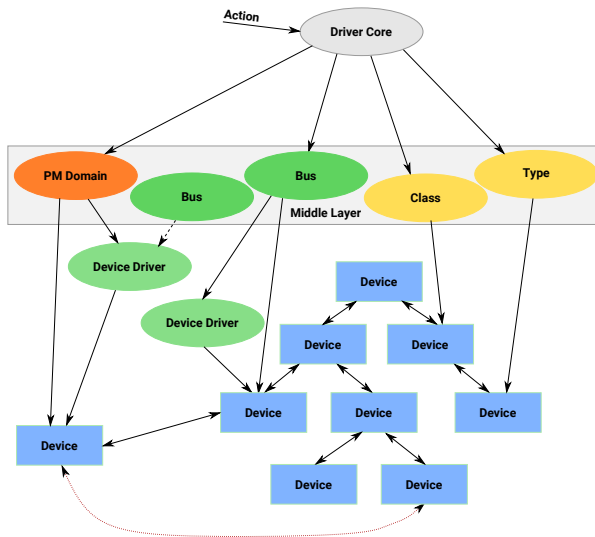 Action
Driver Core
PM Domain
Bus
Bus
Class
Type
Middle Layer
Device Driver
Device
Device Driver
Device
Device
Device
Device
Device
Device
Device
Device